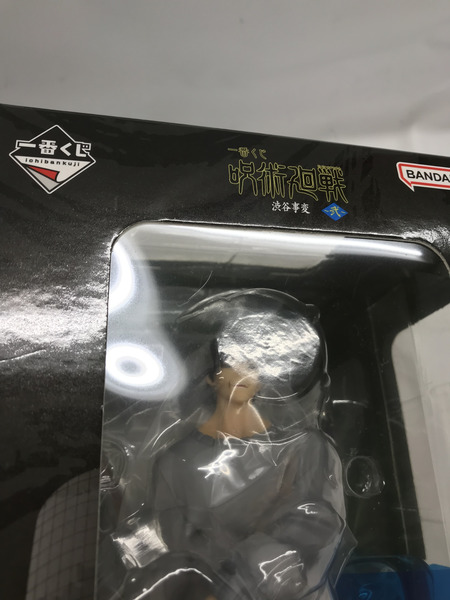 一番くじ
ichibankuji
一番くじ
呪術廻戦
渋谷事変
弐
BANDA